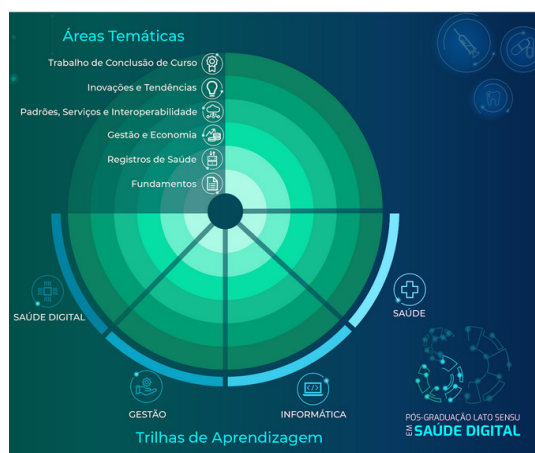 Áreas Temáticas
Trabalho de Conclusão de Curso
Inovações e Tendências
Padrões, Serviços e Interoperabilidade
Gestão e Economia
Registros de Saúde
Fundamentos
SAÚDE DIGITAL
SAÚDE
GESTÃO
INFORMÁTICA
Trilhas de Aprendizagem
PÓS-GRADUAÇÃO LATO SENSU
EM SAÚDE DIGITAL